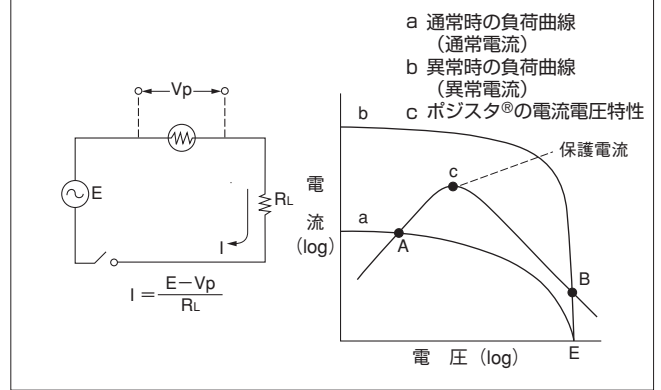 a 通常時の負荷曲線
（通常電流）
b 異常時の負荷曲線
（異常電流）
c ポジスタ®の電流電圧特性
Vp
E
RL
I
I = E−Vp
RL
b
保護電流
c
電
流
(log)
a
A
B
電 圧 (log)
E